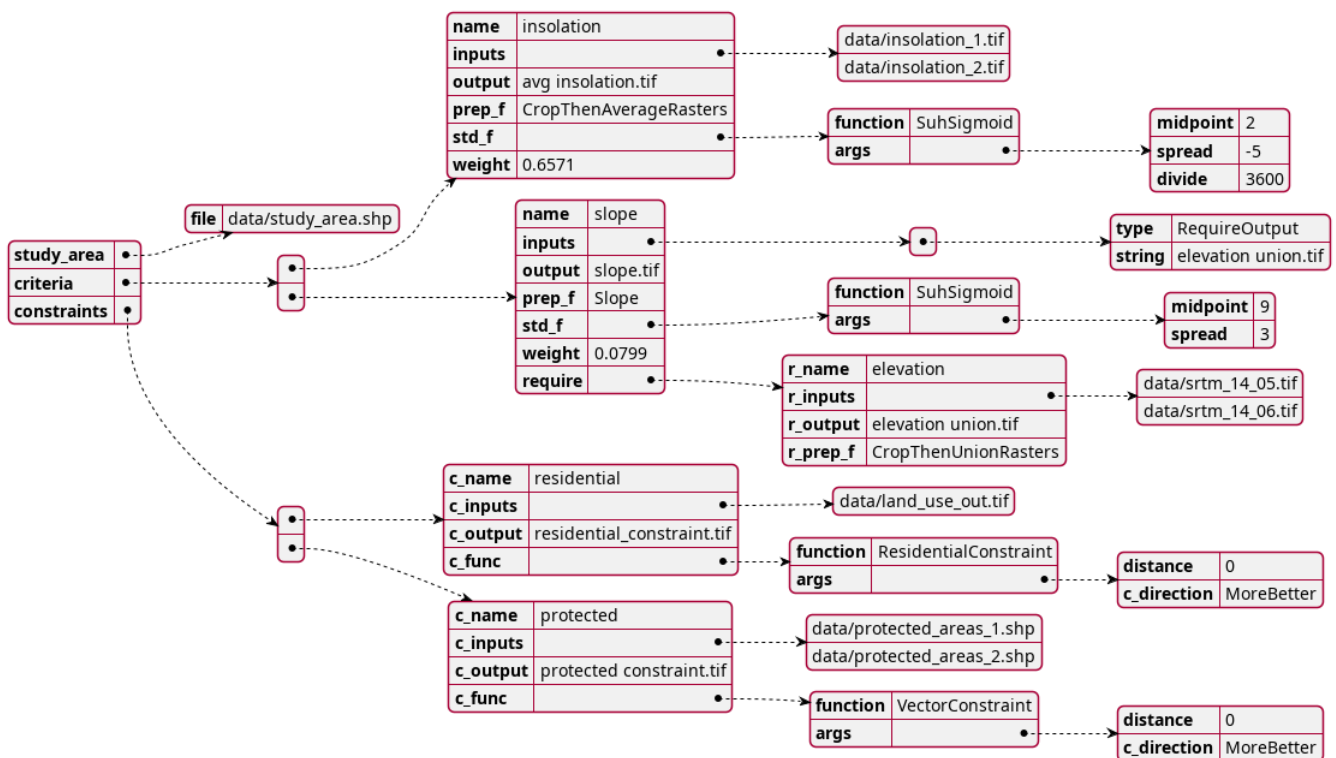 study_area
criteria
constraints
file data/study_area.shp
name insolation
inputs
output avg insolation.tif
prep_f CropThenAverageRasters
std_f
weight 0.6571
data/insolation_1.tif
data/insolation_2.tif
function SuhSigmoid
args
midpoint 2
spread -5
divide 3600
name slope
inputs
output slope.tif
prep_f Slope
std_f
weight 0.0799
require
type RequireOutput
string elevation union.tif
function SuhSigmoid
args
midpoint 9
spread 3
r_name elevation
r_inputs
r_output elevation union.tif
r_prep_f CropThenUnionRasters
data/srtm_14_05.tif
data/srtm_14_06.tif
c_name residential
c_inputs
c_output residential_constraint.tif
c_func
data/land_use_out.tif
function ResidentialConstraint
args
distance 0
c_direction MoreBetter
c_name protected
c_inputs
c_output protected constraint.tif
c_func
data/protected_areas_1.shp
data/protected_areas_2.shp
function VectorConstraint
args
distance 0
c_direction MoreBetter